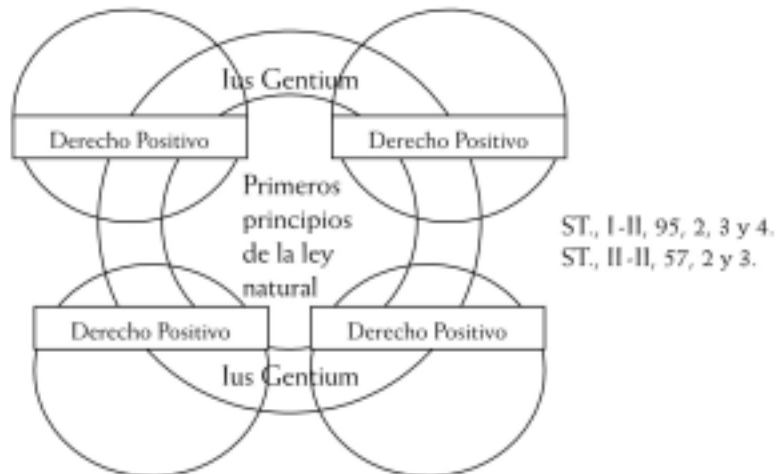 Ius Gentium
Derecho Positivo
Derecho Positivo
Primeros
principios
de la ley
natural
ST., I-II, 95, 2, 3 y 4.
ST., II-II, 57, 2 y 3.
Derecho Positivo
Derecho Positivo
Ius Gentium